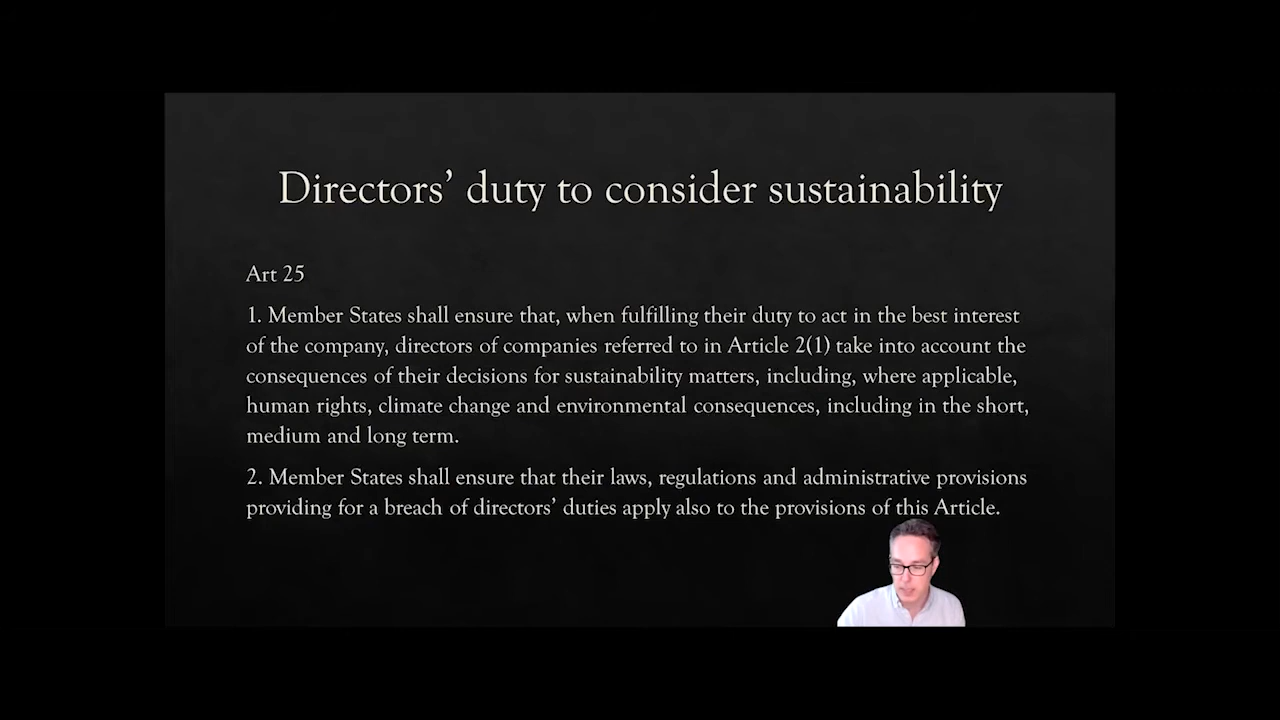 Directors’ duty to consider sustainability
Art 25
1. Member States shall ensure that, when fulfilling their duty to act in the best interest
of the company, directors of companies referred to in Article 2(1) take into account the
consequences of their decisions for sustainability matters, including, where applicable,
human rights, climate change and environmental consequences, including in the short,
medium and long term.
2. Member States shall ensure that their laws, regulations and administrative provisions
providing for a breach of directors’ duties apply also to the provisions of this Article.